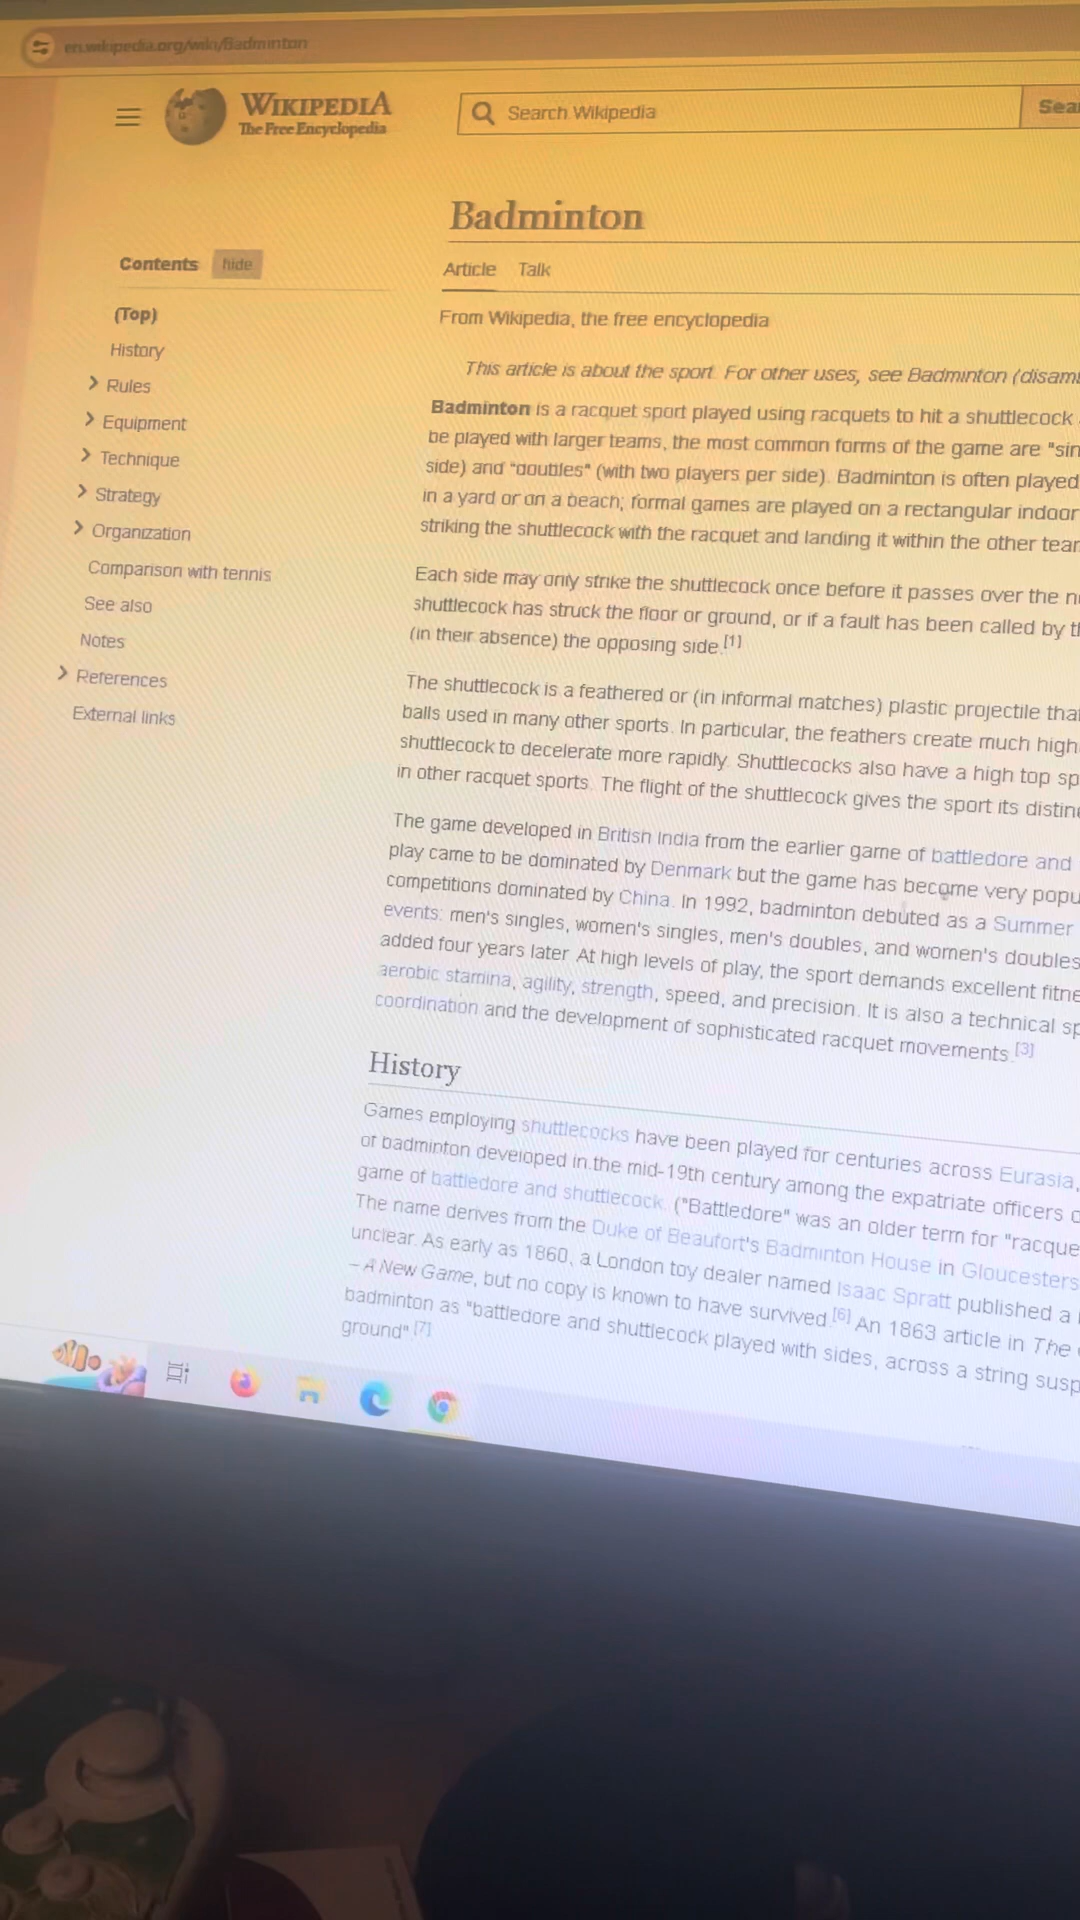 en.wikipedia.org/wiki/Badminton
WIKIPEDIA
The Free Encyclopedia
Search Wikipedia
Badminton
Contents hide
Article Talk
(Top)
From Wikipedia, the free encyclopedia
History
Rules
Equipment
Technique
Strategy
Organization
Comparison with tennis
See also
Notes
References
External links
This article is about the sport. For other uses, see Badminton
Badminton is a racquet sport played using racquets to hit a shuttlecock
be played with larger teams, the most common forms of the game are
side) and "doubles" (with two players per side). Badminton is often played
in a yard or on a beach; formal games are played on a rectangular indoor
striking the shuttlecock with the racquet and landing it within the other
Each side may only strike the shuttlecock once before it passes over the
shuttlecock has struck the floor or ground, or if a fault has been called by
(in their absence) the opposing side.[1]
The shuttlecock is a feathered or (in informal matches) plastic projectile
balls used in many other sports. In particular, the feathers create much
shuttlecock to decelerate more rapidly. Shuttlecocks also have a high top
in other racquet sports. The flight of the shuttlecock gives the sport its
The game developed in British India from the earlier game of battledore and
play came to be dominated by Denmark but the game has become very
competitions dominated by China. In 1992, badminton debuted as a Summer
events: men's singles, women's singles, men's doubles, and women's doubles
added four years later. At high levels of play, the sport demands excellent
aerobic stamina, agility, strength, speed, and precision. It is also a technical
coordination and the development of sophisticated racquet movements.[3]
History
Games employing shuttlecocks have been played for centuries across Eurasia,
of badminton developed in the mid-19th century among the expatriate officers
game of battledore and shuttlecock. ("Battledore" was an older term for
The name derives from the Duke of Beaufort's Badminton House in
unclear. As early as 1860, a London toy dealer named Isaac Spratt published a
– A New Game, but no copy is known to have survived.[6] An 1863 article in The
badminton as "battledore and shuttlecock played with sides, across a string
ground".[7]